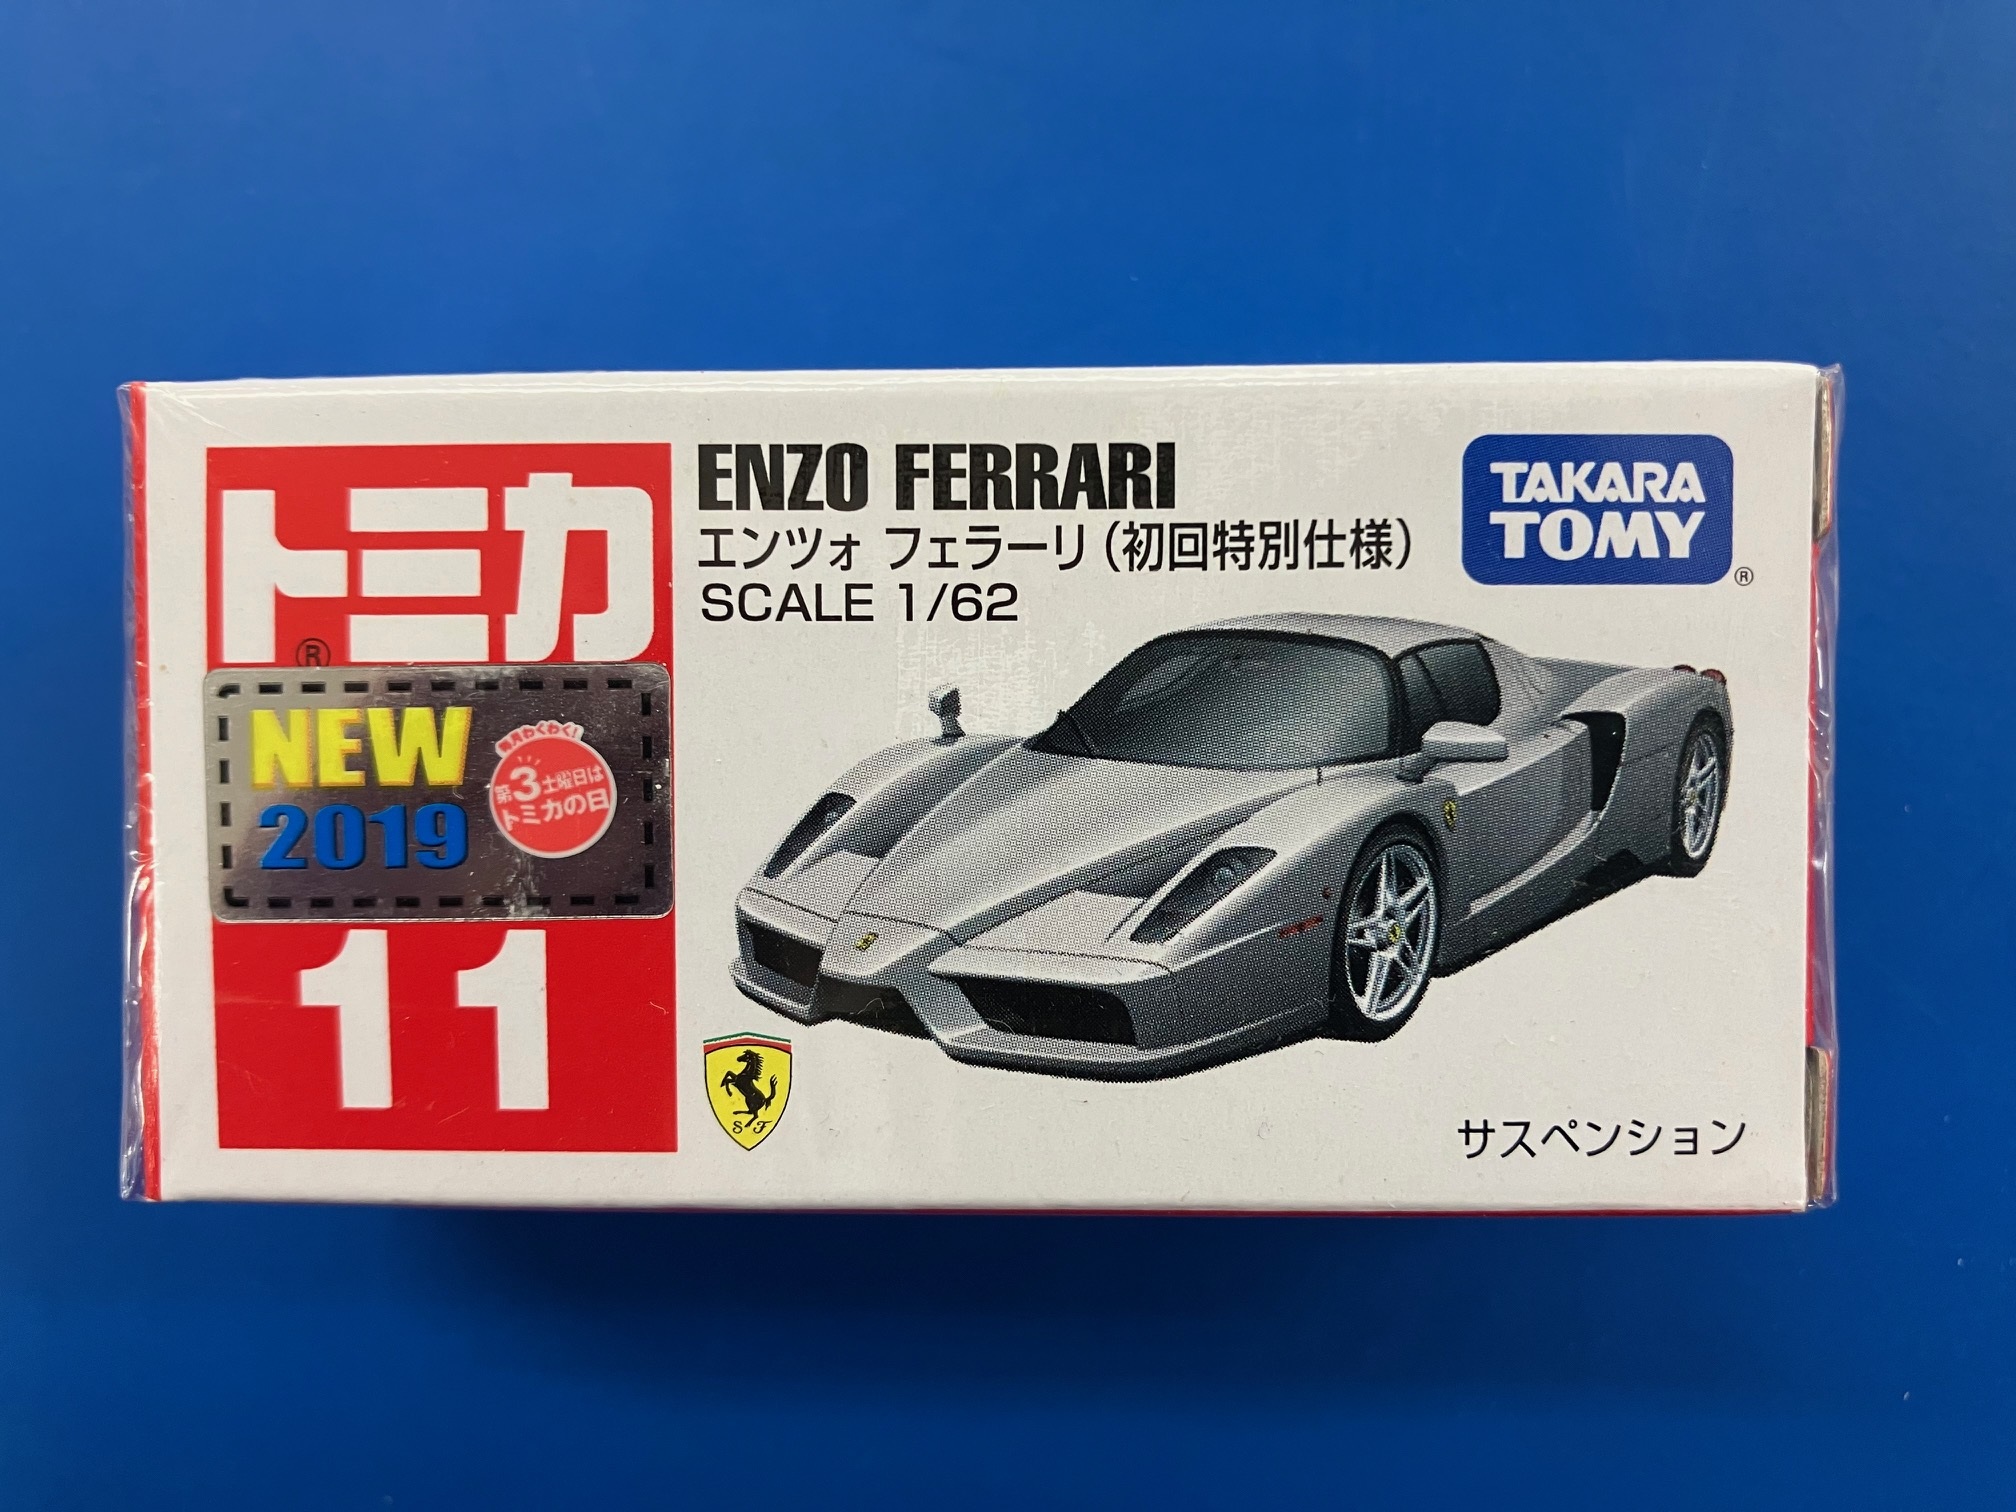 トミカ
®
NEW
2019
毎月わくわく!
第3土曜日は
トミカの日
11
ENZO FERRARI
エンツォ フェラーリ（初回特別仕様）
SCALE 1/62
TAKARA
TOMY
®
S F
サスペンション